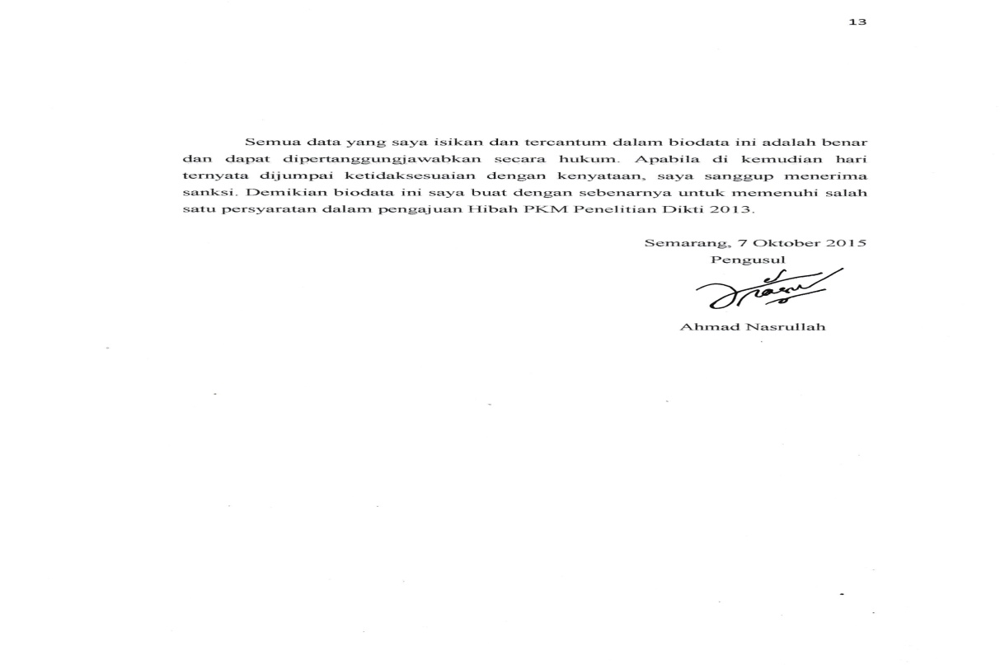 13
Semua data yang saya isikan dan tercantum dalam biodata ini adalah benar
dan dapat dipertanggungjawabkan secara hukum. Apabila di kemudian hari
ternyata dijumpai ketidaksesuaian dengan kenyataan, saya sanggup menerima
sanksi. Demikian biodata ini saya buat dengan sebenarnya untuk memenuhi salah
satu persyaratan dalam pengajuan Hibah PKM Penelitian Dikti 2013.
Semarang, 7 Oktober 2015
Pengusul
Ahmad Nasrullah